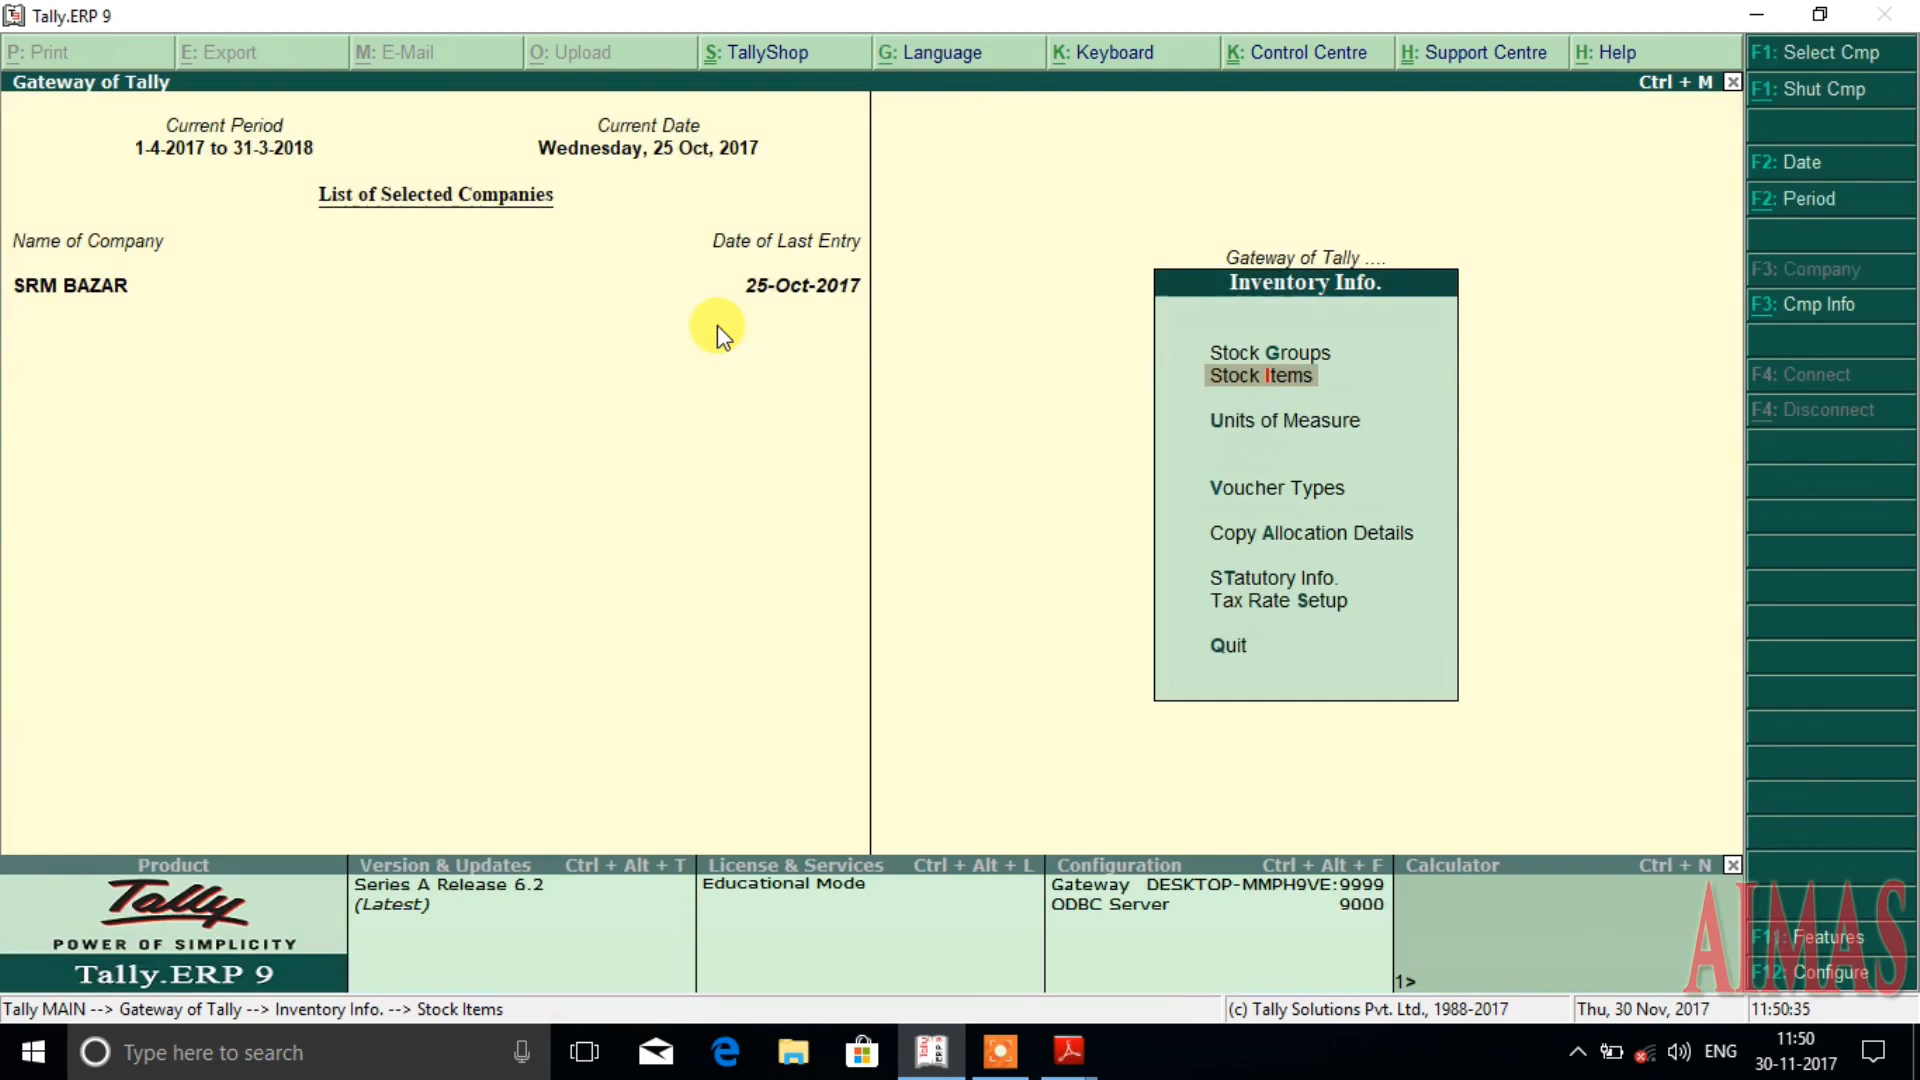 Tally.ERP 9
P: Print E: Export M: E-Mail O: Upload S: TallyShop G: Language K: Keyboard K: Control Centre H: Support Centre H: Help
Gateway of Tally Ctrl + M
Current Period Current Date
1-4-2017 to 31-3-2018 Wednesday, 25 Oct, 2017
List of Selected Companies
Name of Company Date of Last Entry
SRM BAZAR 25-Oct-2017
Gateway of Tally ....
Inventory Info.
Stock Groups
Stock Items
Units of Measure
Voucher Types
Copy Allocation Details
STatutory Info.
Tax Rate Setup
Quit
F1: Select Cmp
F1: Shut Cmp
F2: Date
F2: Period
F3: Company
F3: Cmp Info
F4: Connect
F4: Disconnect
F11: Features
F12: Configure
AIMAS
Product
Tally
POWER OF SIMPLICITY
Tally.ERP 9
Version & Updates Ctrl + Alt + T
Series A Release 6.2
(Latest)
License & Services Ctrl + Alt + L
Educational Mode
Configuration Ctrl + Alt + F
Gateway DESKTOP-MMPH9VE:9999
ODBC Server 9000
Calculator Ctrl + N
1>
Tally MAIN --> Gateway of Tally --> Inventory Info. --> Stock Items (c) Tally Solutions Pvt. Ltd., 1988-2017 Thu, 30 Nov, 2017 11:50:35
Type here to search
ENG
11:50
30-11-2017